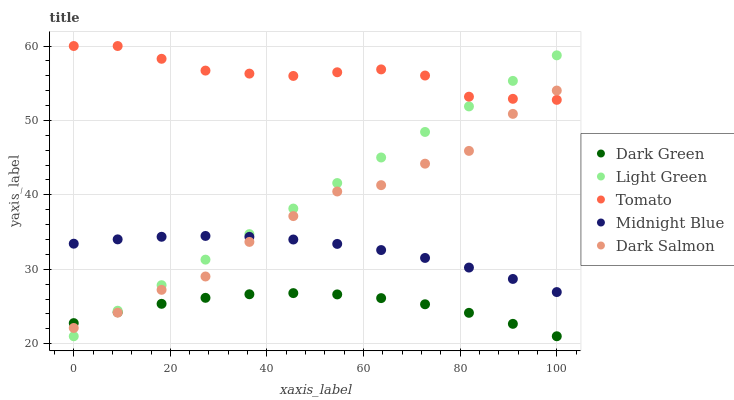 title
yaxis_label
60
50
40
30
20
0
20
40
60
80
100
xaxis_label
Dark Green
Light Green
Tomato
Midnight Blue
Dark Salmon